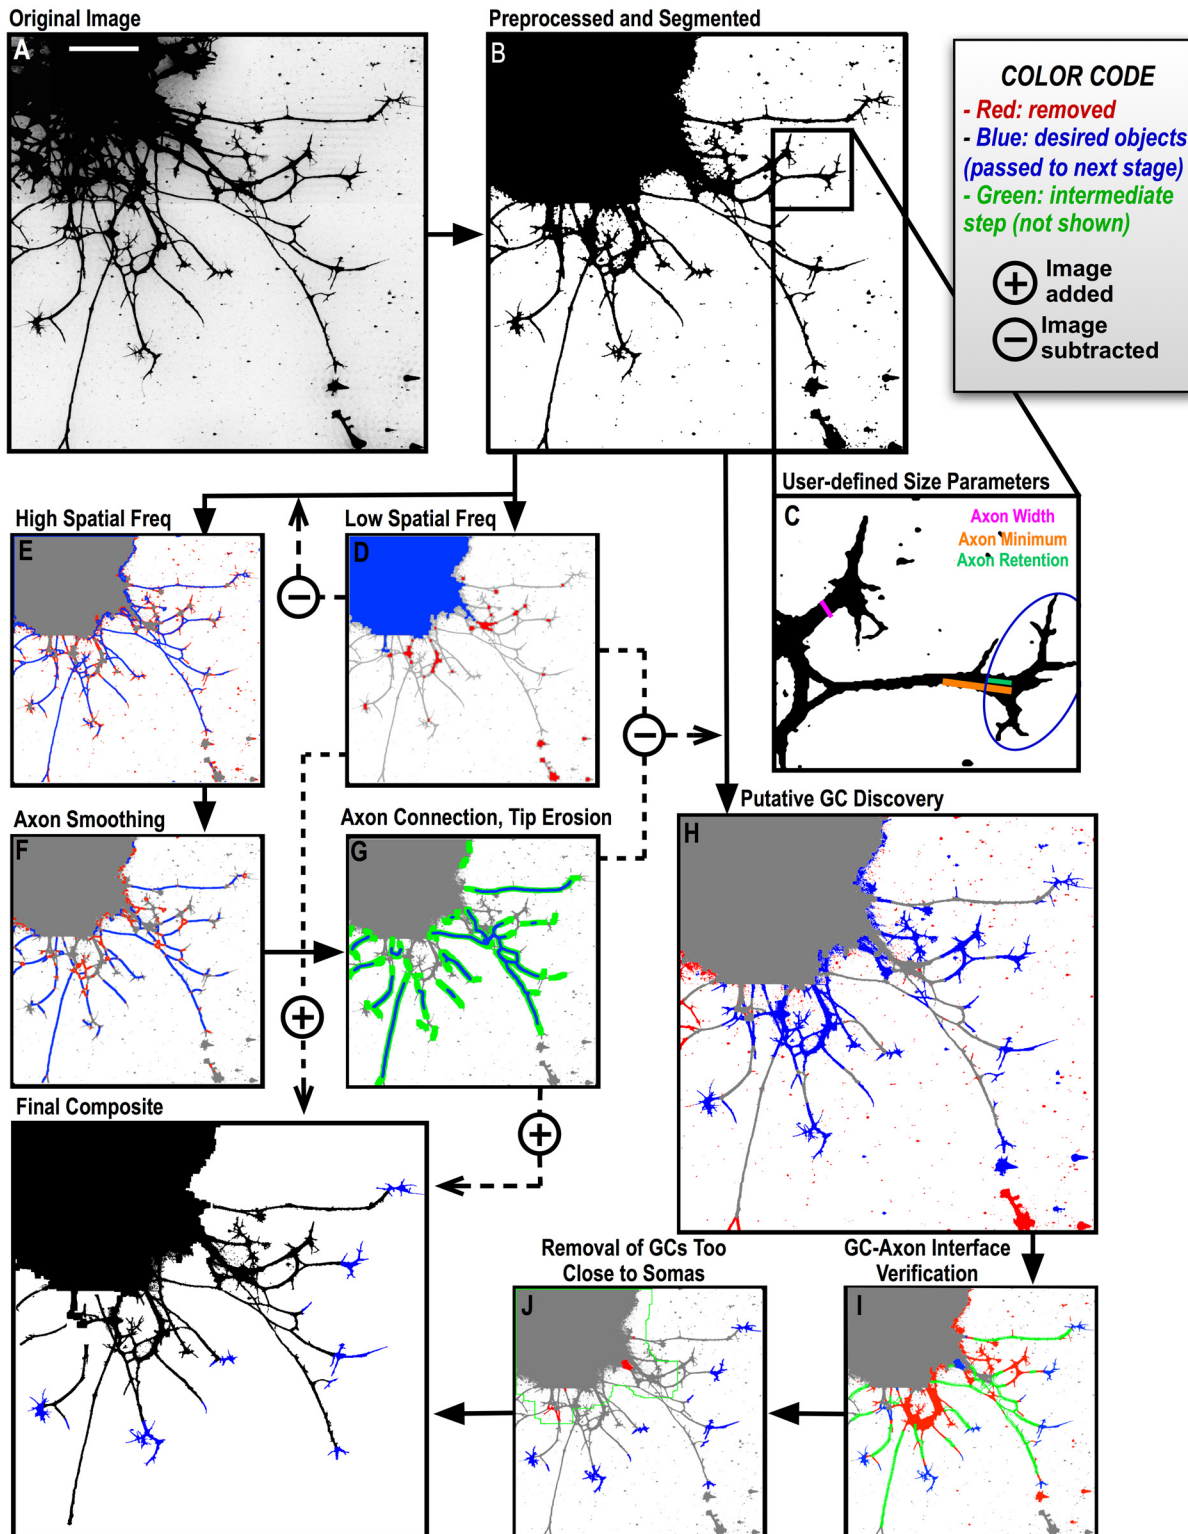 Original Image
A
Preprocessed and Segmented
B
COLOR CODE
- Red: removed
- Blue: desired objects
(passed to next stage)
- Green: intermediate
step (not shown)
+ Image
added
− Image
subtracted
User-defined Size Parameters
C
Axon Width
Axon Minimum
Axon Retention
High Spatial Freq
E
Low Spatial Freq
D
−
−
Axon Smoothing
F
Axon Connection, Tip Erosion
G
Putative GC Discovery
H
+
+
Final Composite
Removal of GCs Too
Close to Somas
J
GC-Axon Interface
Verification
I